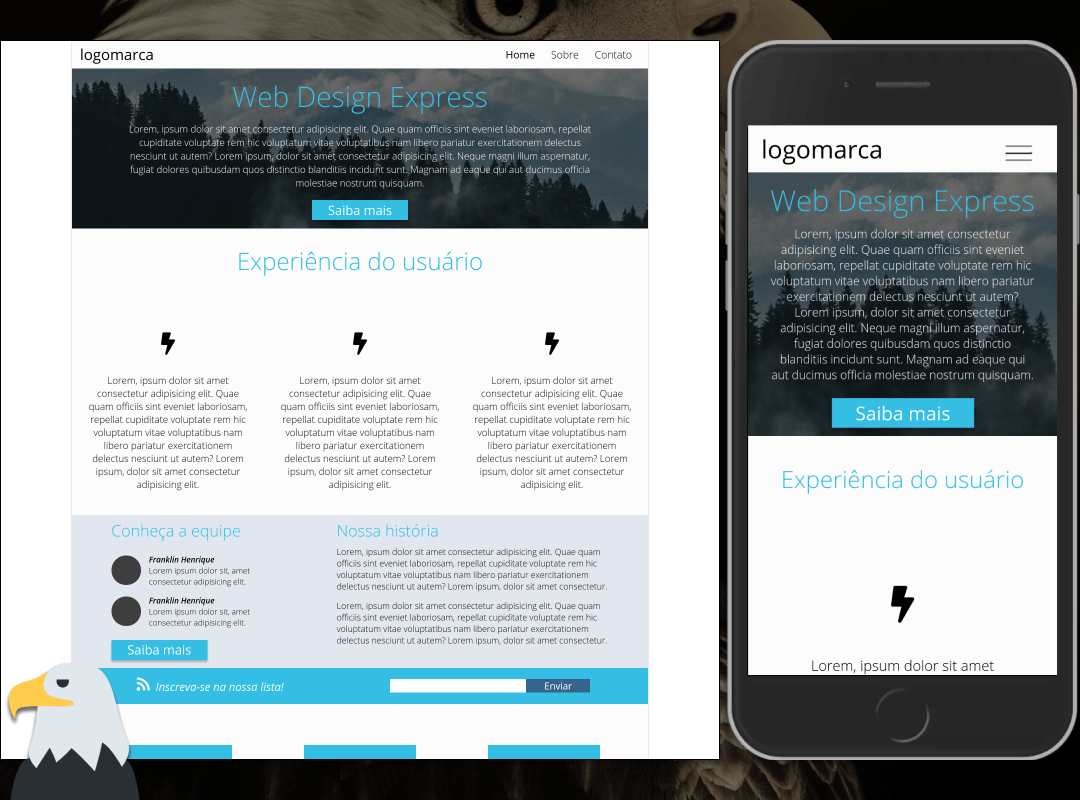 logomarca
Home Sobre Contato
Web Design Express
Lorem, ipsum dolor sit amet consectetur adipisicing elit. Quae quam officiis sint eveniet laboriosam, repellat
cupiditate voluptate rem hic voluptatum vitae voluptatibus nam libero pariatur exercitationem delectus
nesciunt ut autem? Lorem ipsum, dolor sit amet consectetur adipisicing elit. Neque magni illum aspernatur,
fugiat dolores quibusdam quos distinctio blanditiis incidunt sunt. Magnam ad eaque qui aut ducimus officia
molestiae nostrum quisquam.
Saiba mais
Experiência do usuário
Lorem, ipsum dolor sit amet
consectetur adipisicing elit. Quae
quam officiis sint eveniet laboriosam,
repellat cupiditate voluptate rem hic
voluptatum vitae voluptatibus nam
libero pariatur exercitationem
delectus nesciunt ut autem? Lorem
ipsum, dolor sit amet consectetur
adipisicing elit.
Lorem, ipsum dolor sit amet
consectetur adipisicing elit. Quae
quam officiis sint eveniet laboriosam,
repellat cupiditate voluptate rem hic
voluptatum vitae voluptatibus nam
libero pariatur exercitationem
delectus nesciunt ut autem? Lorem
ipsum, dolor sit amet consectetur
adipisicing elit.
Lorem, ipsum dolor sit amet
consectetur adipisicing elit. Quae
quam officiis sint eveniet laboriosam,
repellat cupiditate voluptate rem hic
voluptatum vitae voluptatibus nam
libero pariatur exercitationem
delectus nesciunt ut autem? Lorem
ipsum, dolor sit amet consectetur
adipisicing elit.
Conheça a equipe
Franklin Henrique
Lorem ipsum dolor sit, amet
consectetur adipisicing elit.
Franklin Henrique
Lorem ipsum dolor sit, amet
consectetur adipisicing elit.
Saiba mais
Nossa história
Lorem, ipsum dolor sit amet consectetur adipisicing elit. Quae quam
officiis sint eveniet laboriosam, repellat cupiditate voluptate rem hic
voluptatum vitae voluptatibus nam libero pariatur exercitationem
delectus nesciunt ut autem? Lorem ipsum, dolor sit amet consectetur.
Lorem, ipsum dolor sit amet consectetur adipisicing elit. Quae quam
officiis sint eveniet laboriosam, repellat cupiditate voluptate rem hic
voluptatum vitae voluptatibus nam libero pariatur exercitationem
delectus nesciunt ut autem? Lorem ipsum, dolor sit amet consectetur.
Inscreva-se na nossa lista!
Enviar
logomarca
Web Design Express
Lorem, ipsum dolor sit amet consectetur
adipisicing elit. Quae quam officiis sint eveniet
laboriosam, repellat cupiditate voluptate rem hic
voluptatum vitae voluptatibus nam libero pariatur
exercitationem delectus nesciunt ut autem?
Lorem ipsum, dolor sit amet consectetur
adipisicing elit. Neque magni illum aspernatur,
fugiat dolores quibusdam quos distinctio
blanditiis incidunt sunt. Magnam ad eaque qui
aut ducimus officia molestiae nostrum quisquam.
Saiba mais
Experiência do usuário
Lorem, ipsum dolor sit amet